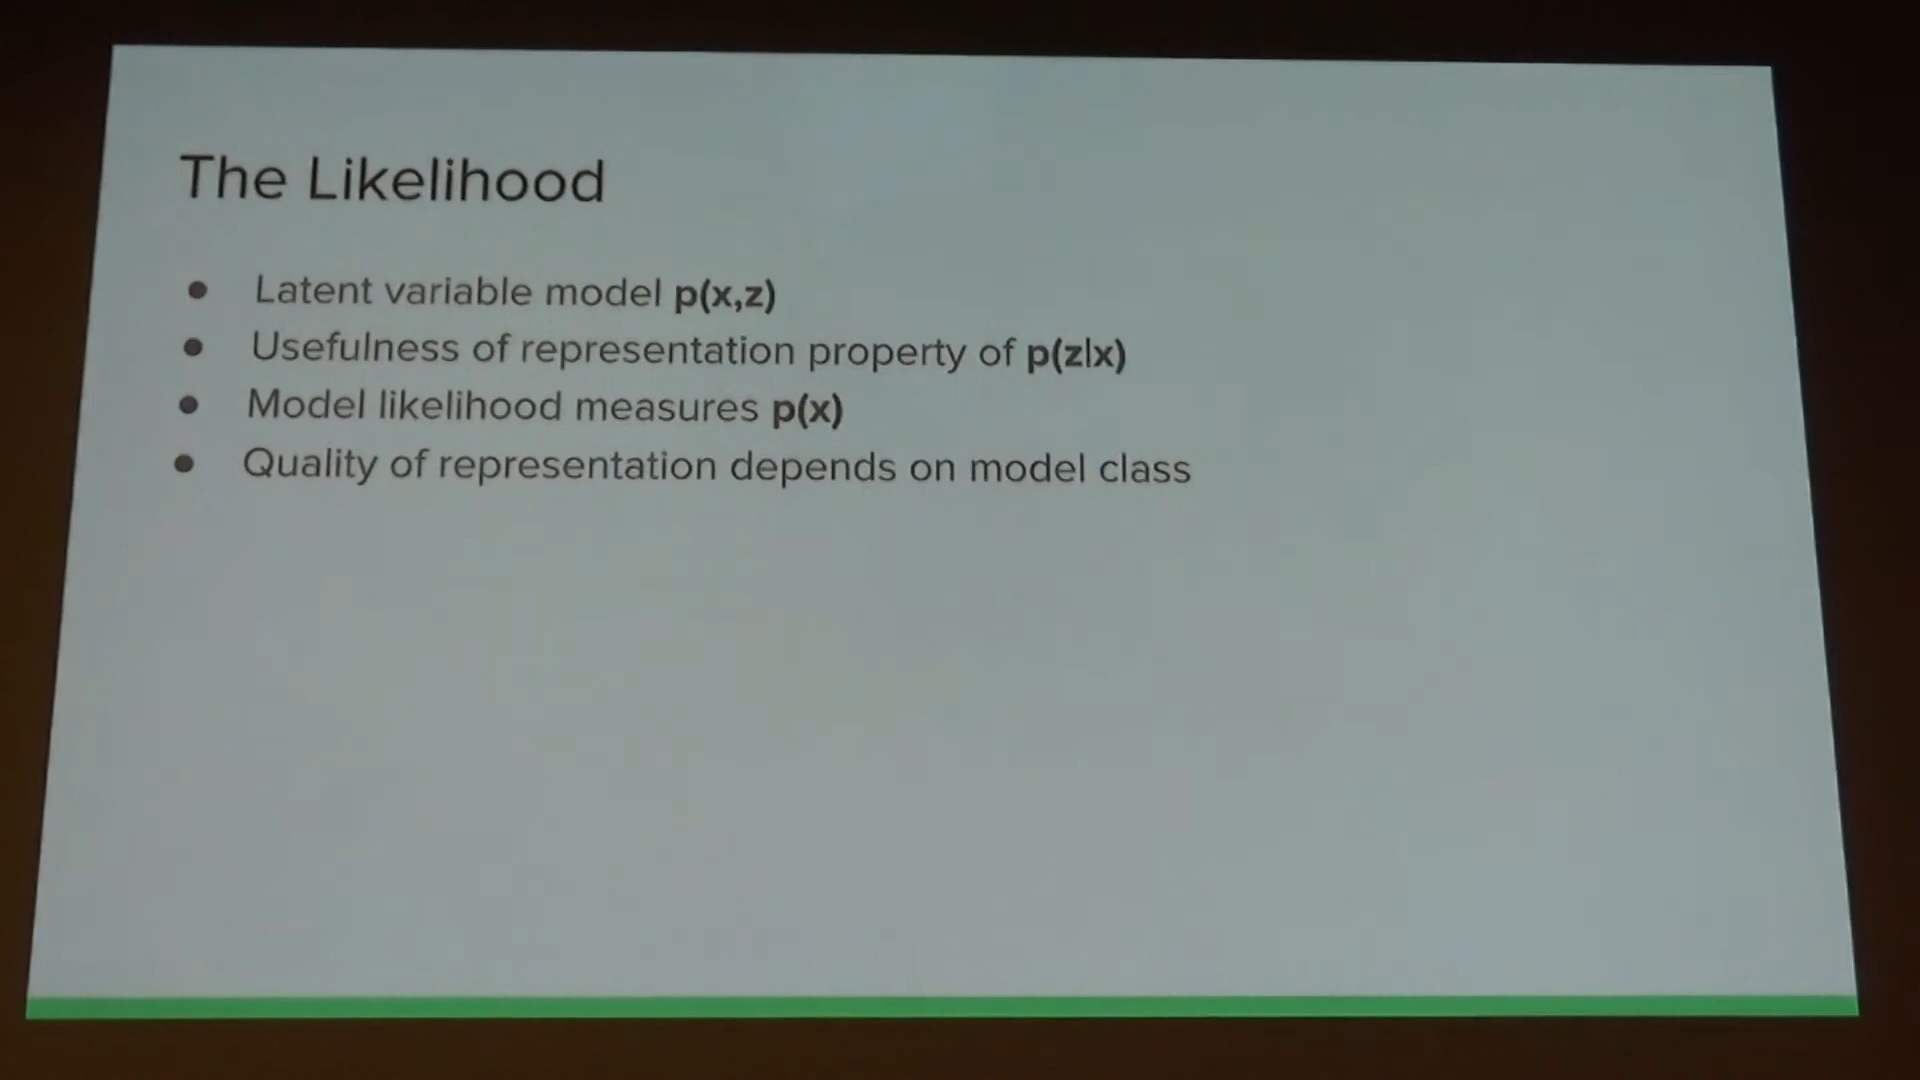 The Likelihood
● Latent variable model p(x,z)
● Usefulness of representation property of p(z|x)
● Model likelihood measures p(x)
● Quality of representation depends on model class